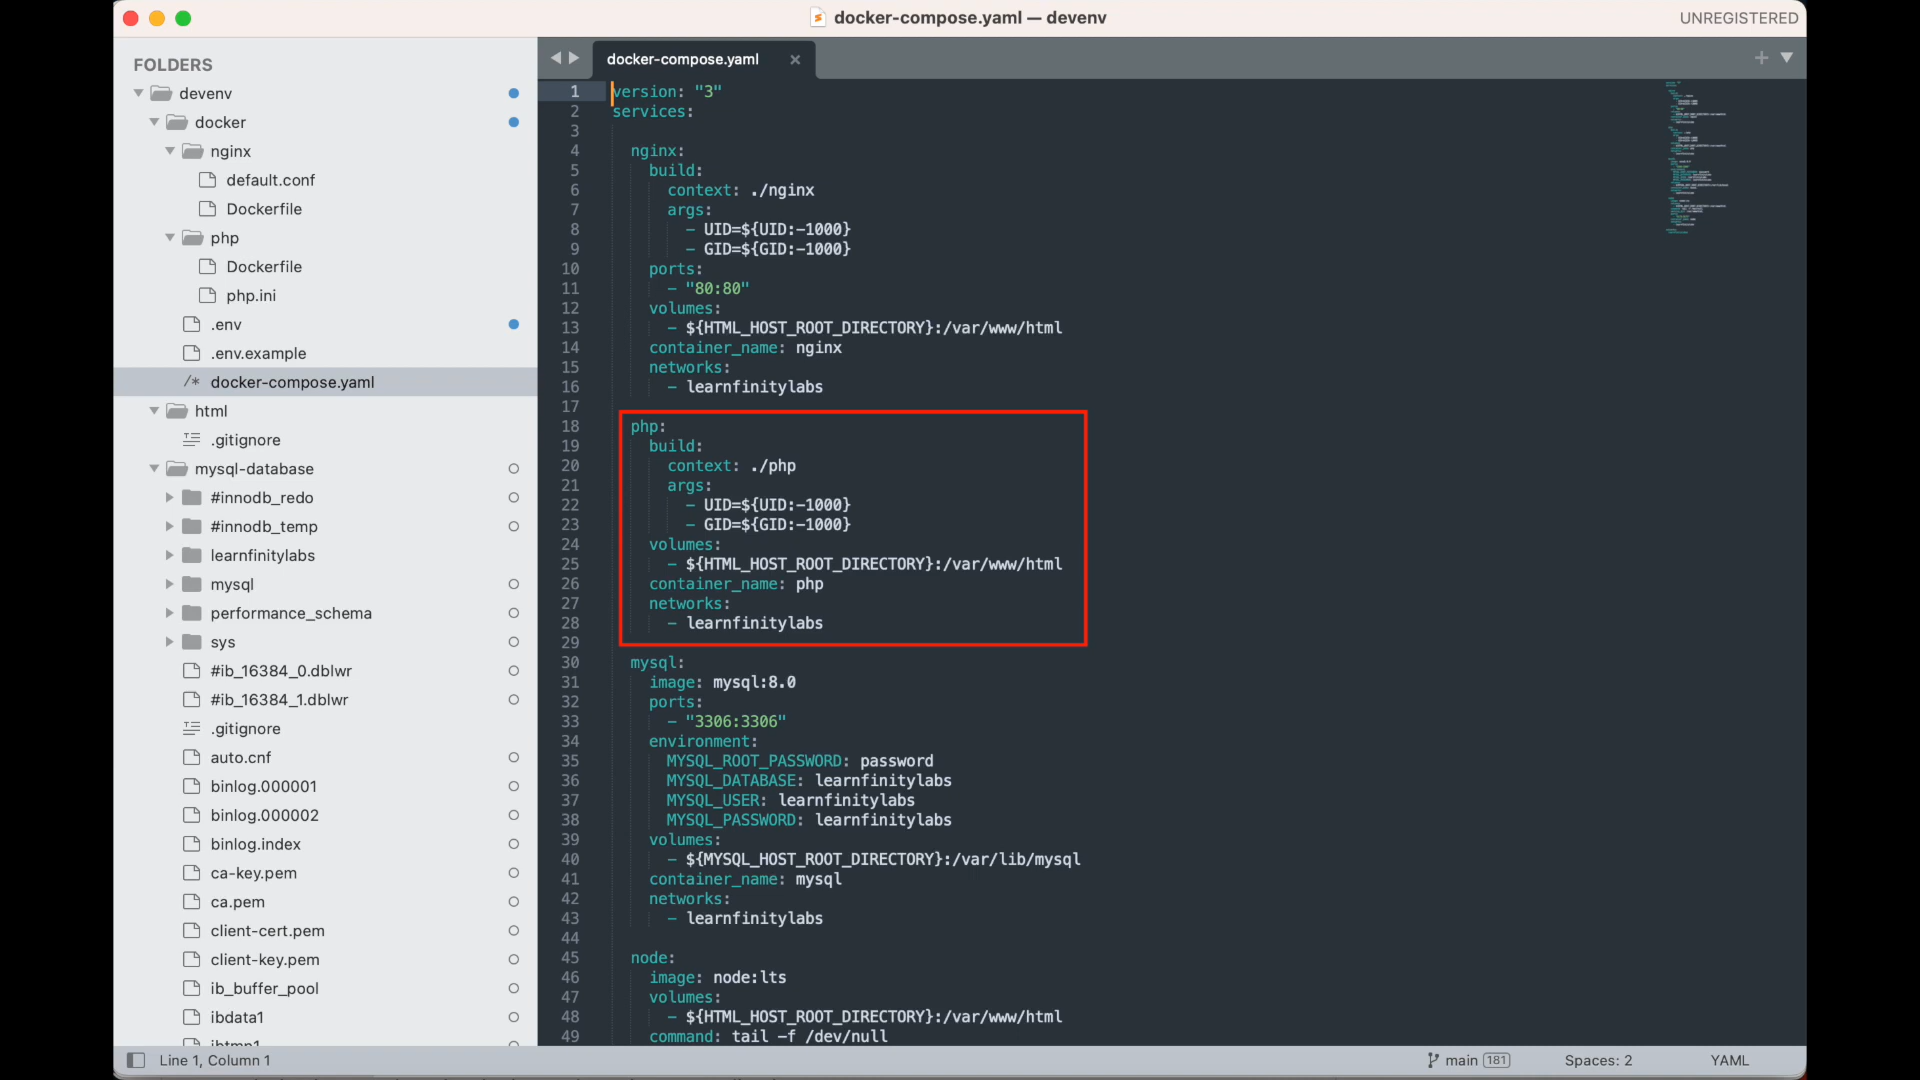 docker-compose.yaml — devenv
UNREGISTERED
FOLDERS
devenv
docker
nginx
default.conf
Dockerfile
php
Dockerfile
php.ini
.env
.env.example
/* docker-compose.yaml
html
.gitignore
mysql-database
#innodb_redo
#innodb_temp
learnfinitylabs
mysql
performance_schema
sys
#ib_16384_0.dblwr
#ib_16384_1.dblwr
.gitignore
auto.cnf
binlog.000001
binlog.000002
binlog.index
ca-key.pem
ca.pem
client-cert.pem
client-key.pem
ib_buffer_pool
ibdata1
ibtmp1
docker-compose.yaml
1 version: "3"
2 services:
3
4 nginx:
5 build:
6 context: ./nginx
7 args:
8 - UID=${UID:-1000}
9 - GID=${GID:-1000}
10 ports:
11 - "80:80"
12 volumes:
13 - ${HTML_HOST_ROOT_DIRECTORY}:/var/www/html
14 container_name: nginx
15 networks:
16 - learnfinitylabs
17
18 php:
19 build:
20 context: ./php
21 args:
22 - UID=${UID:-1000}
23 - GID=${GID:-1000}
24 volumes:
25 - ${HTML_HOST_ROOT_DIRECTORY}:/var/www/html
26 container_name: php
27 networks:
28 - learnfinitylabs
29
30 mysql:
31 image: mysql:8.0
32 ports:
33 - "3306:3306"
34 environment:
35 MYSQL_ROOT_PASSWORD: password
36 MYSQL_DATABASE: learnfinitylabs
37 MYSQL_USER: learnfinitylabs
38 MYSQL_PASSWORD: learnfinitylabs
39 volumes:
40 - ${MYSQL_HOST_ROOT_DIRECTORY}:/var/lib/mysql
41 container_name: mysql
42 networks:
43 - learnfinitylabs
44
45 node:
46 image: node:lts
47 volumes:
48 - ${HTML_HOST_ROOT_DIRECTORY}:/var/www/html
49 command: tail -f /dev/null
Line 1, Column 1
main 181
Spaces: 2
YAML